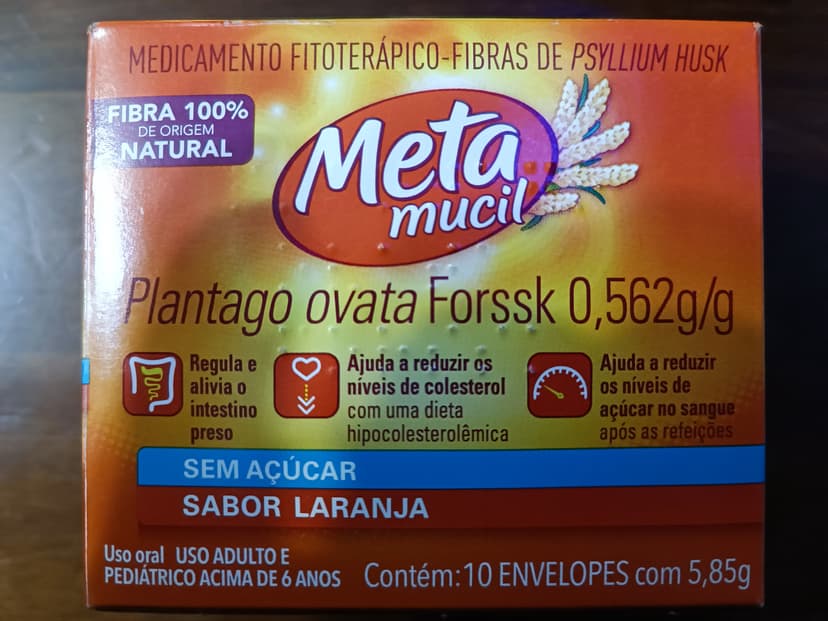 MEDICAMENTO FITOTERÁPICO-FIBRAS DE PSYLLIUM HUSK
FIBRA 100%
DE ORIGEM
NATURAL
Meta
mucil
Plantago ovata Forssk 0,562g/g
Regula e
alivia o
intestino
preso
Ajuda a reduzir os
níveis de colesterol
com uma dieta
hipocolesterolêmica
Ajuda a reduzir
os níveis de
açúcar no sangue
após as refeições
SEM AÇÚCAR
SABOR LARANJA
Uso oral USO ADULTO E
PEDIÁTRICO ACIMA DE 6 ANOS
Contém:10 ENVELOPES com 5,85g